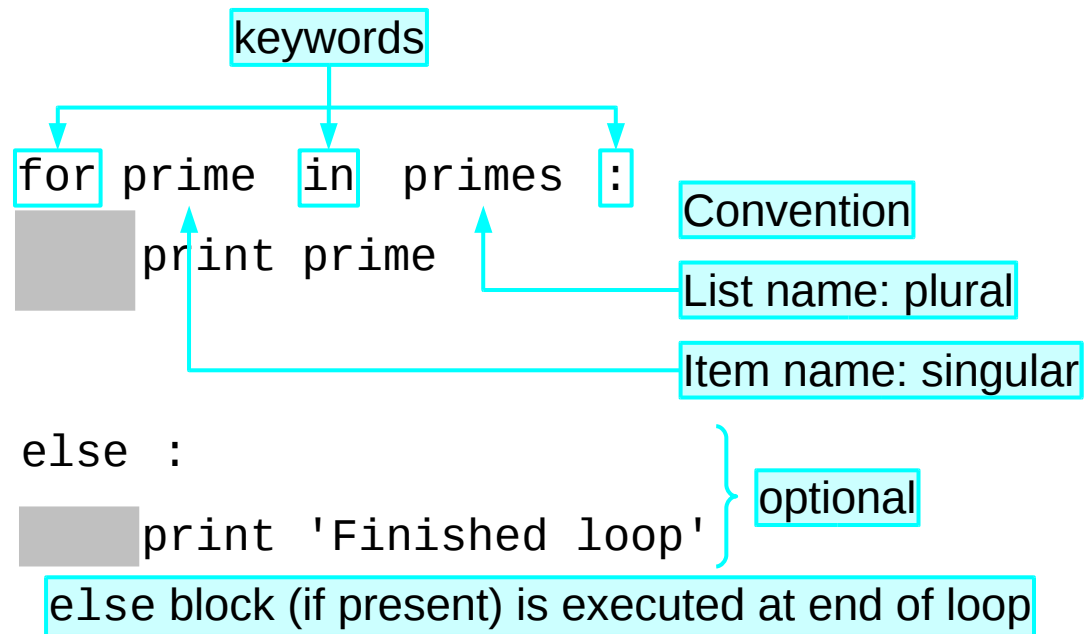 keywords
for prime in primes :
Convention
print prime
List name: plural
Item name: singular
else :
optional
print 'Finished loop'
else block (if present) is executed at end of loop